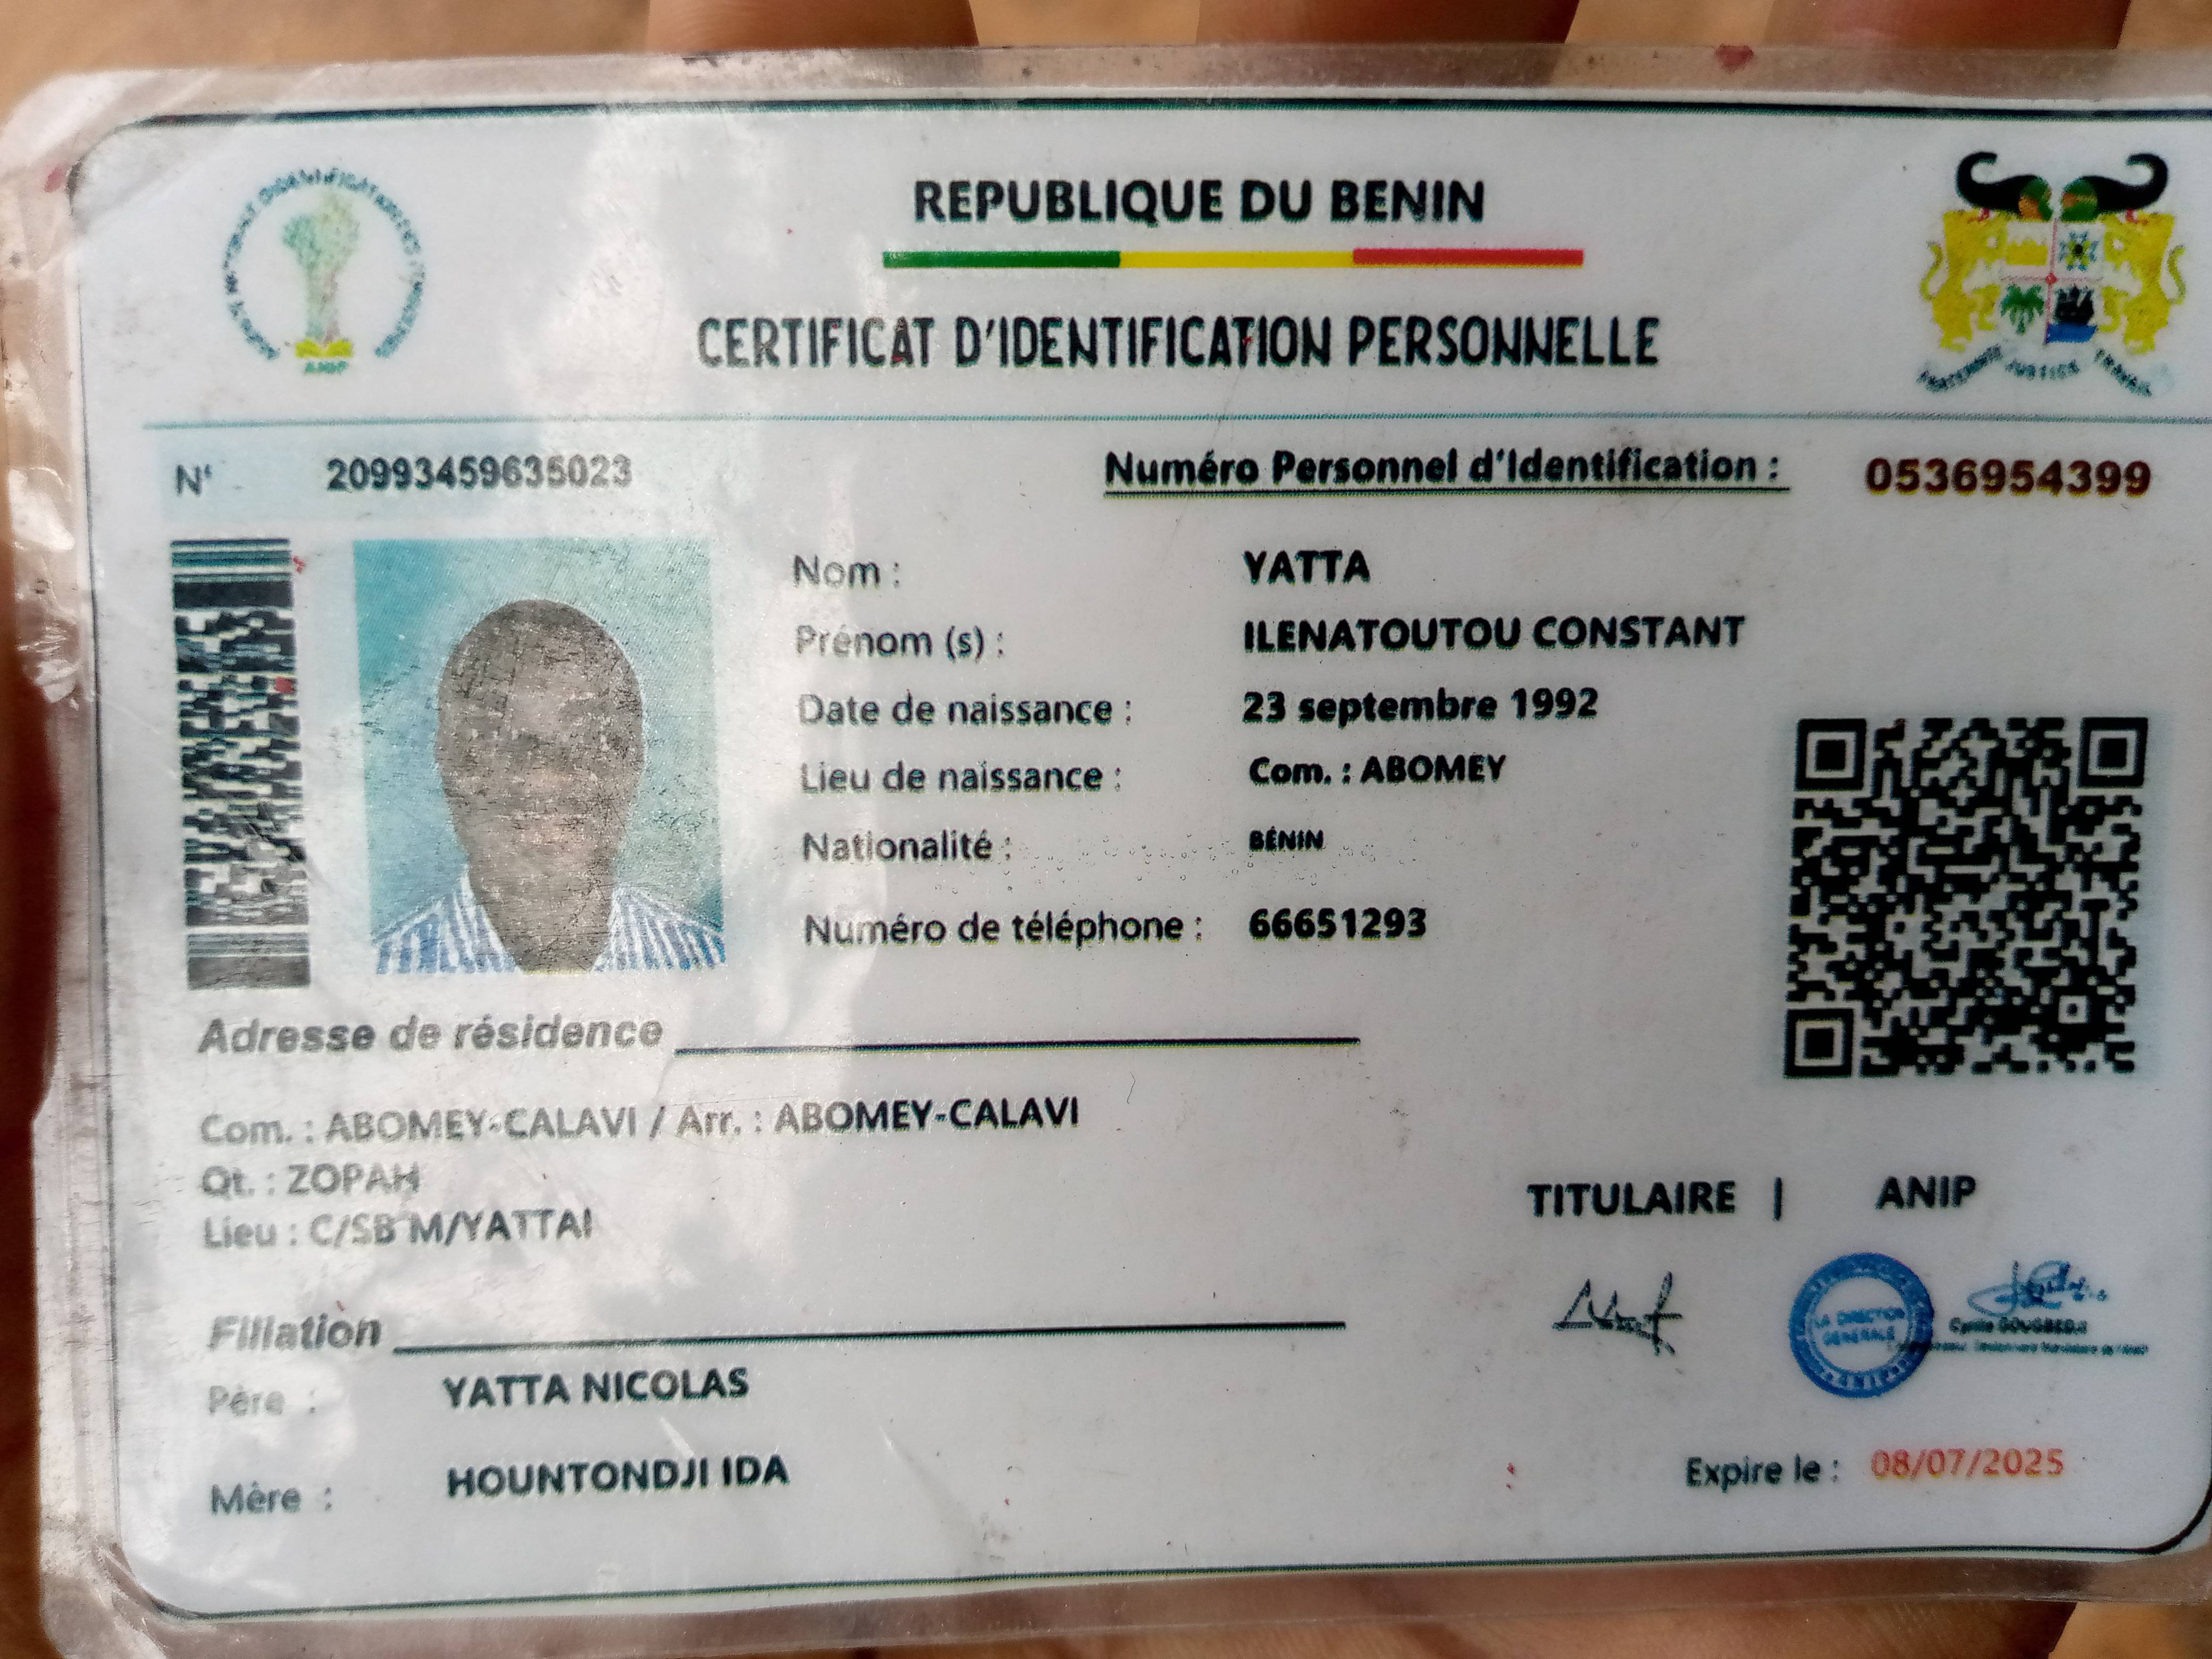 REPUBLIQUE DU BENIN
CERTIFICAT D'IDENTIFICATION PERSONNELLE
ANIP
FRATERNITE JUSTICE TRAVAIL
N° 20993459635023
Numéro Personnel d'Identification : 0536954399
Nom : YATTA
Prénom (s) : ILENATOUTOU CONSTANT
Date de naissance : 23 septembre 1992
Lieu de naissance : Com. : ABOMEY
Nationalité : BÉNIN
Numéro de téléphone : 66651293
Adresse de résidence
Com. : ABOMEY-CALAVI / Arr. : ABOMEY-CALAVI
Qt. : ZOPAH
Lieu : C/SB M/YATTAI
TITULAIRE | ANIP
LA DIRECTION GENERALE
Filiation
Père : YATTA NICOLAS
Mère : HOUNTONDJI IDA
Expire le : 08/07/2025